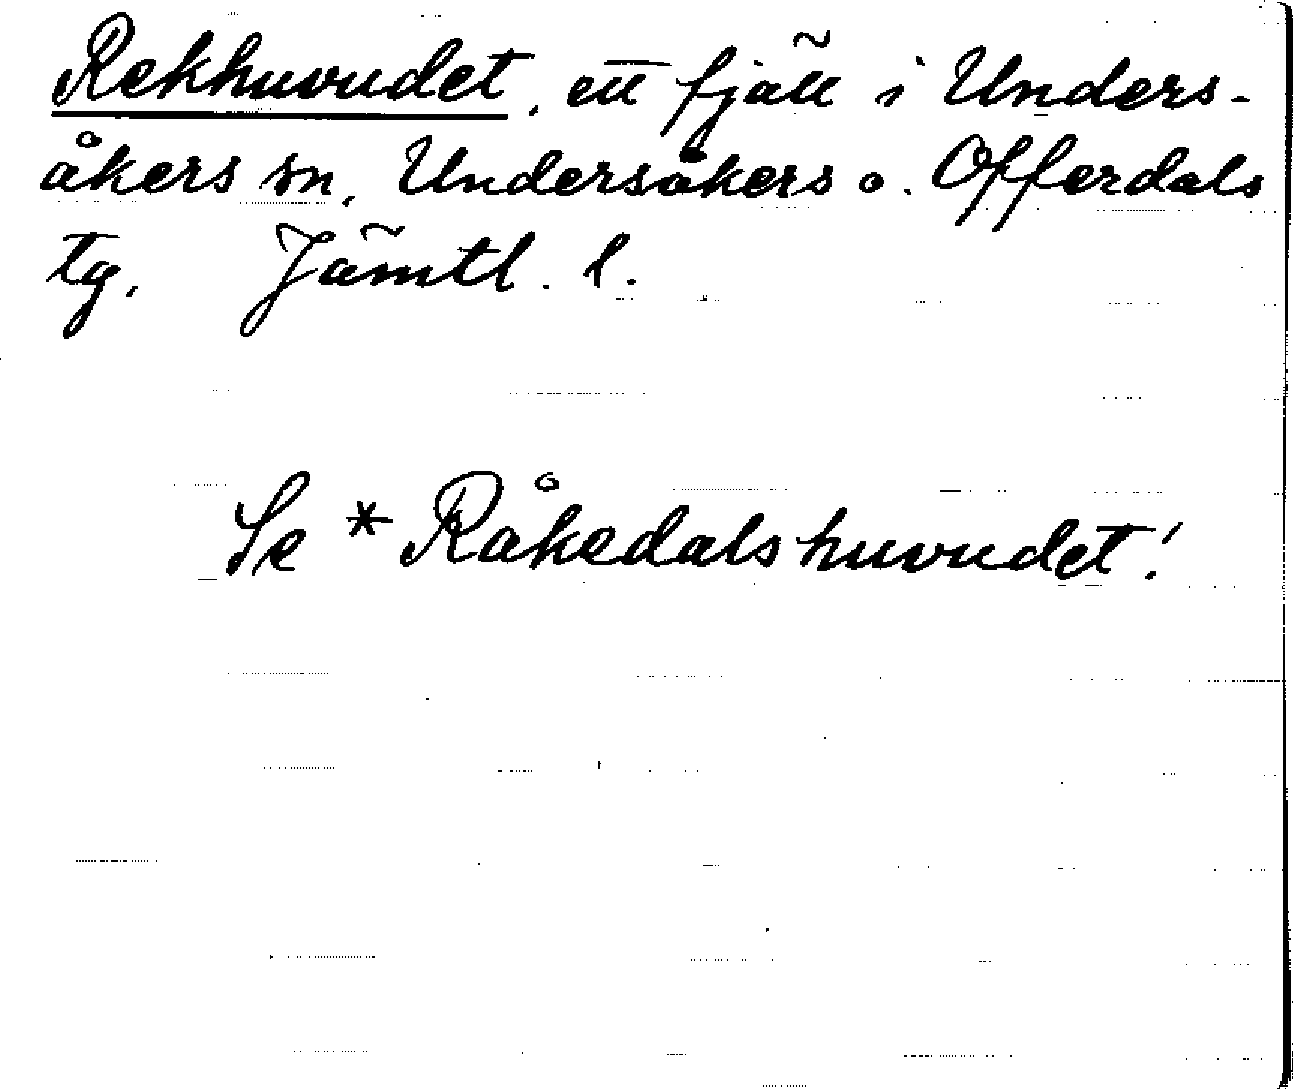 Rekhuvudet, ett fjäll i Unders-
åkers sn, Undersåkers o. Offerdals
tg. Jämtl. l.
Se * Råkedalshuvudet!